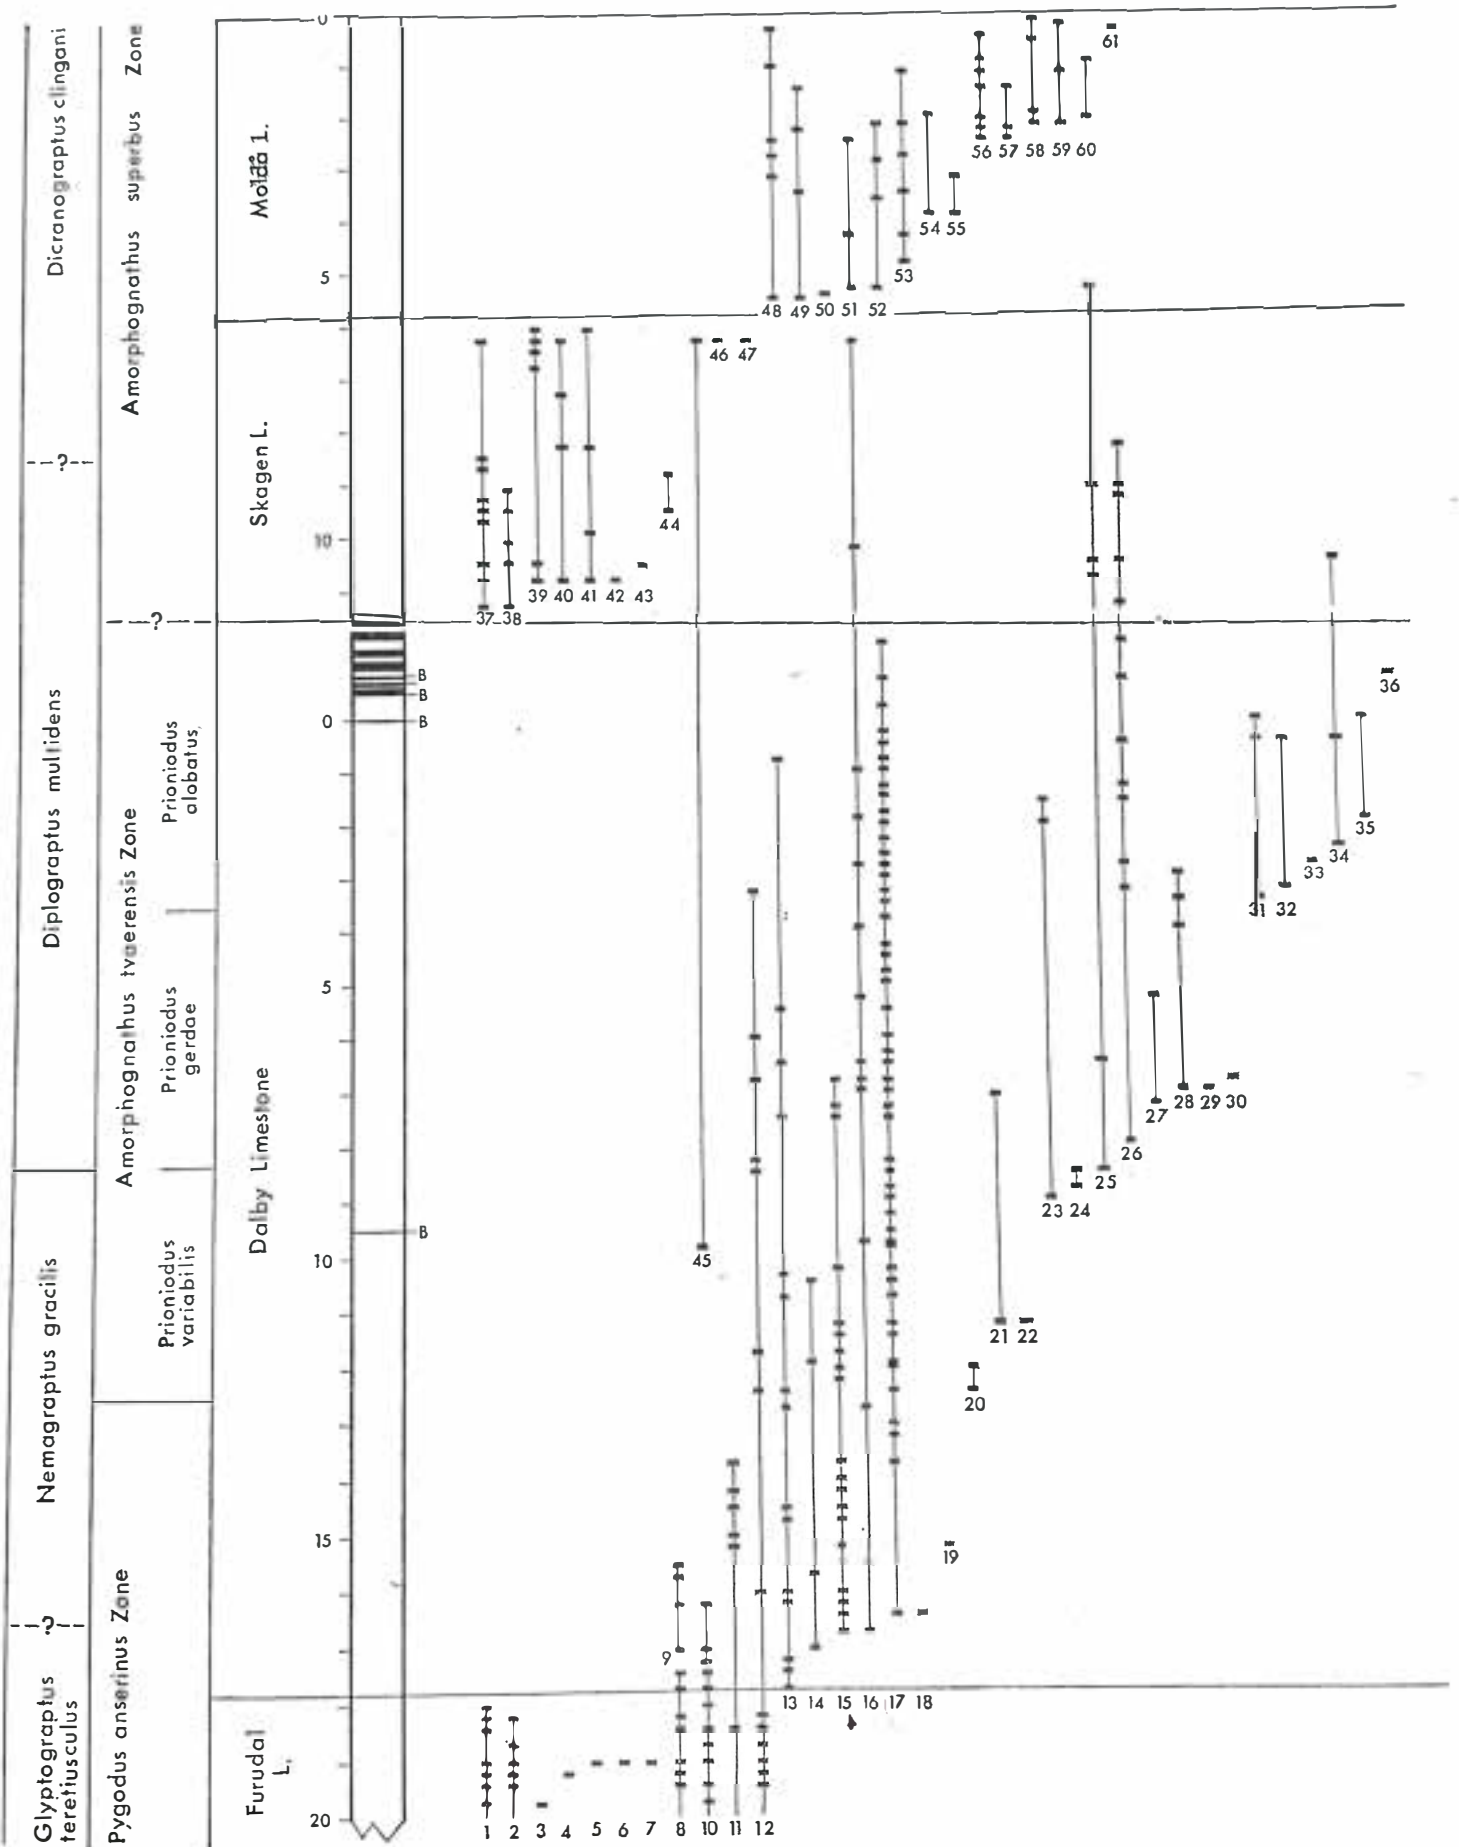 Dicranograptus clingani
Diplograptus multidens
Nemagraptus gracilis
Glyptograptus
teretiusculus
--?--
--?--
--?--
Amorphognathus superbus Zone
Amorphognathus tvaerensis Zone
Pygodus anserinus Zone
Prioniodus
alobatus
Prioniodus
gerdae
Prioniodus
variabilis
Moldå L.
Skagen L.
Dalby Limestone
Furudal
L.
0
5
10
B
B
0 B
5
B
10
15
20
61
56 57 58 59 60
54 55
53
48 49 50 51 52
46 47
44
39 40 41 42 43
37 38
36
35
34
33
31 32
30
29
28
27
26
25
24
23
45
21 22
20
19
9
13 14 15 16 17 18
1 2 3 4 5 6 7 8 10 11 12